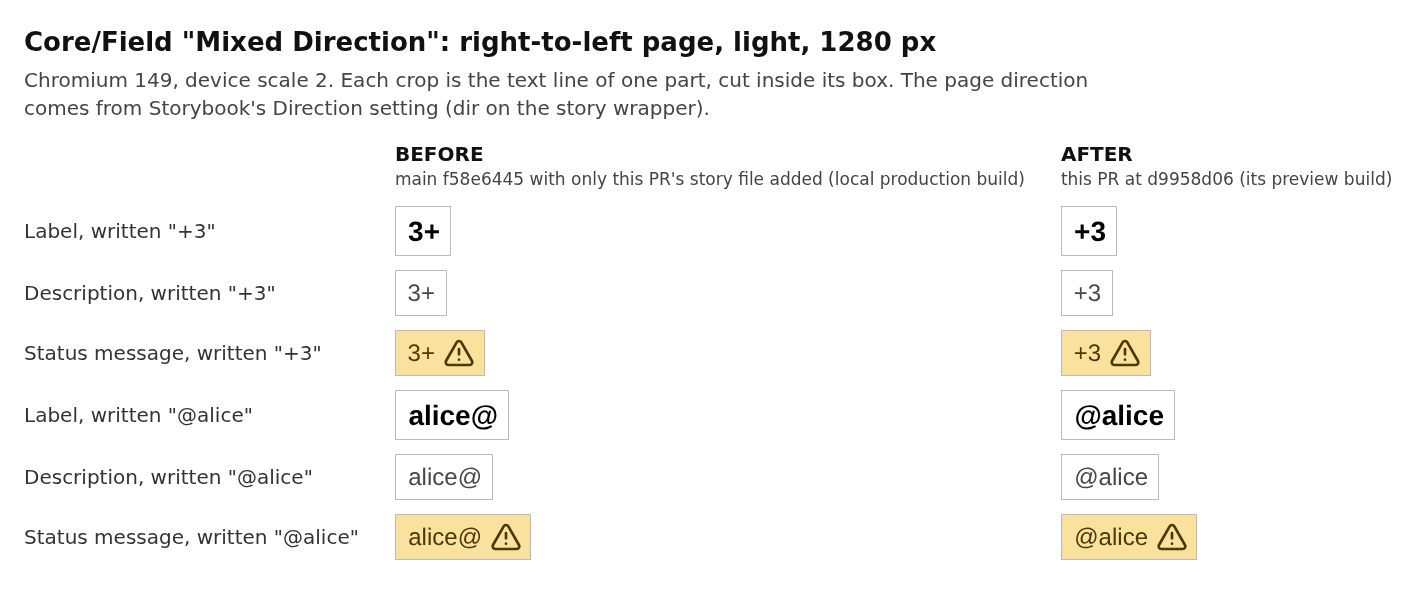 Core/Field "Mixed Direction": right-to-left page, light, 1280 px
Chromium 149, device scale 2. Each crop is the text line of one part, cut inside its box. The page direction
comes from Storybook's Direction setting (dir on the story wrapper).
BEFORE
main f58e6445 with only this PR's story file added (local production build)
AFTER
this PR at d9958d06 (its preview build)
Label, written "+3"
3+
+3
Description, written "+3"
3+
+3
Status message, written "+3"
3+
+3
Label, written "@alice"
alice@
@alice
Description, written "@alice"
alice@
@alice
Status message, written "@alice"
alice@
@alice